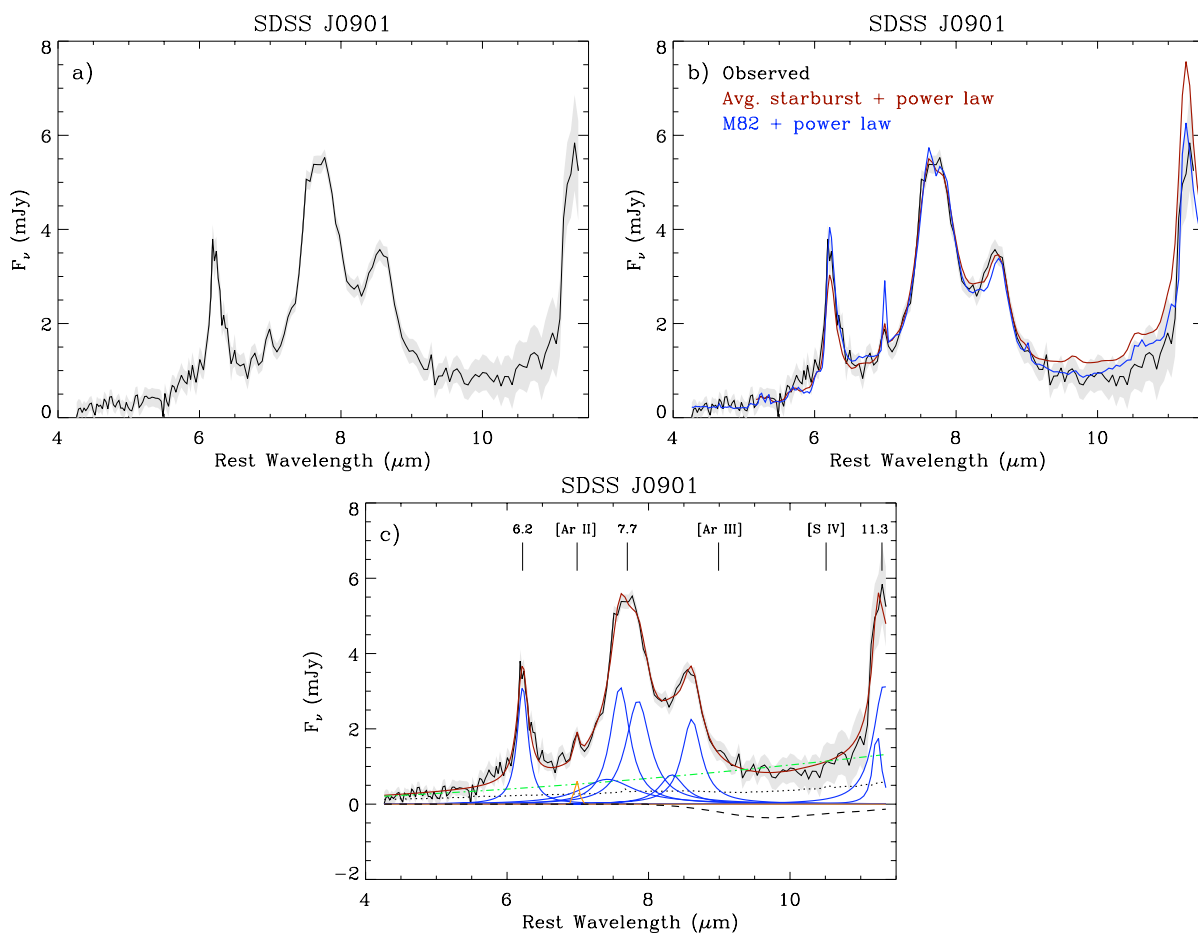 SDSS J0901
a)
8
6
4
2
0
F_ν (mJy)
4 6 8 10
Rest Wavelength (μm)
SDSS J0901
b) Observed
Avg. starburst + power law
M82 + power law
8
6
4
2
0
F_ν (mJy)
4 6 8 10
Rest Wavelength (μm)
SDSS J0901
c)
6.2 [Ar II] 7.7 [Ar III] [S IV] 11.3
8
6
4
2
0
−2
F_ν (mJy)
4 6 8 10
Rest Wavelength (μm)